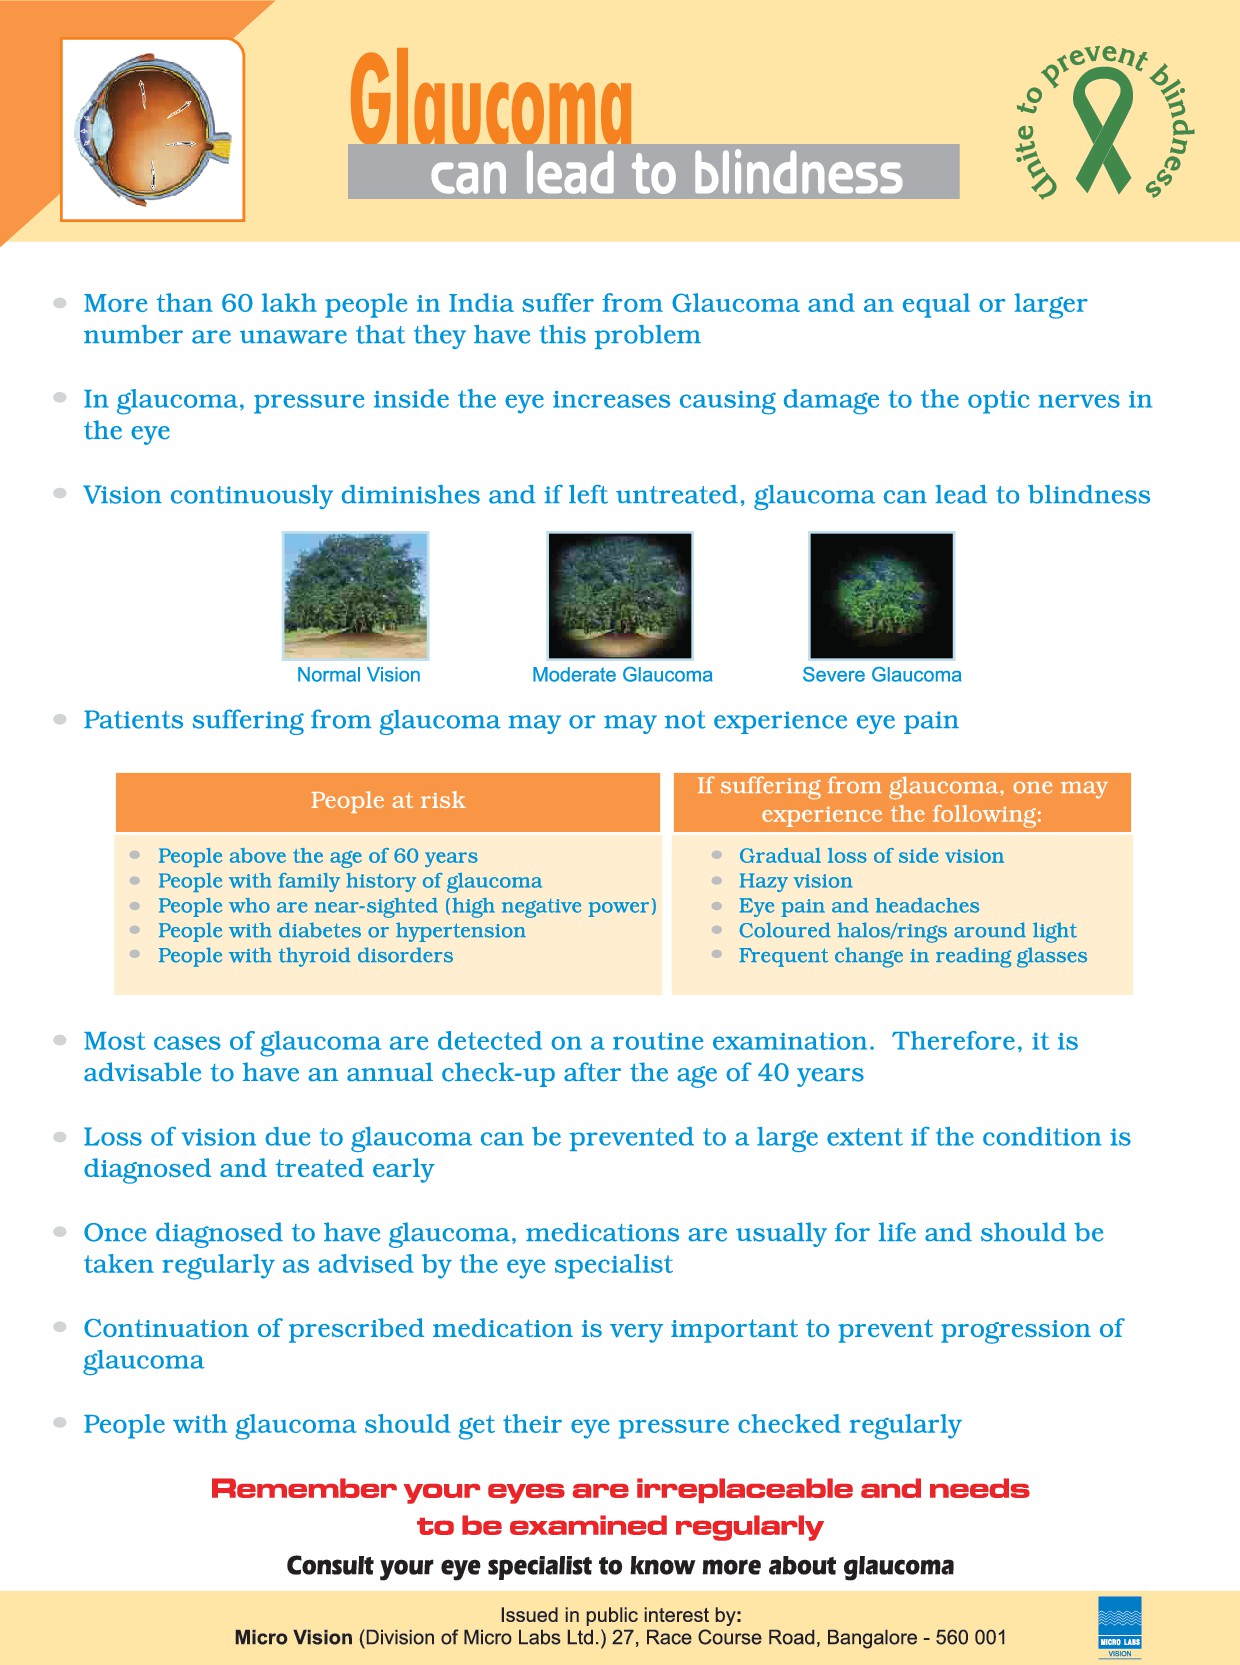 Glaucoma
can lead to blindness
Unite to prevent blindness
More than 60 lakh people in India suffer from Glaucoma and an equal or larger
number are unaware that they have this problem
In glaucoma, pressure inside the eye increases causing damage to the optic nerves in
the eye
Vision continuously diminishes and if left untreated, glaucoma can lead to blindness
Normal Vision
Moderate Glaucoma
Severe Glaucoma
Patients suffering from glaucoma may or may not experience eye pain
People at risk
People above the age of 60 years
People with family history of glaucoma
People who are near-sighted (high negative power)
People with diabetes or hypertension
People with thyroid disorders
If suffering from glaucoma, one may
experience the following:
Gradual loss of side vision
Hazy vision
Eye pain and headaches
Coloured halos/rings around light
Frequent change in reading glasses
Most cases of glaucoma are detected on a routine examination. Therefore, it is
advisable to have an annual check-up after the age of 40 years
Loss of vision due to glaucoma can be prevented to a large extent if the condition is
diagnosed and treated early
Once diagnosed to have glaucoma, medications are usually for life and should be
taken regularly as advised by the eye specialist
Continuation of prescribed medication is very important to prevent progression of
glaucoma
People with glaucoma should get their eye pressure checked regularly
Remember your eyes are irreplaceable and needs
to be examined regularly
Consult your eye specialist to know more about glaucoma
Issued in public interest by:
Micro Vision (Division of Micro Labs Ltd.) 27, Race Course Road, Bangalore - 560 001
MICRO LABS
VISION